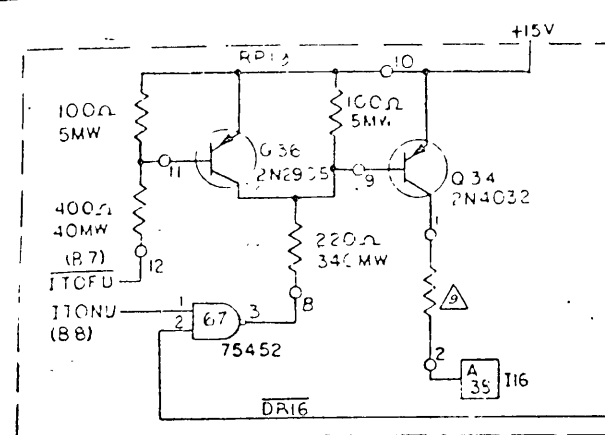 +15V
10
100Ω
5MW
100Ω
5MW
Q36
2N2905
11
9
Q34
2N4032
400Ω
40MW
1
220Ω
340MW
(B7)
12
ITOFU
9
8
ITONU
1
3
67
(B8)
2
75452
2
A
35
I16
DR16